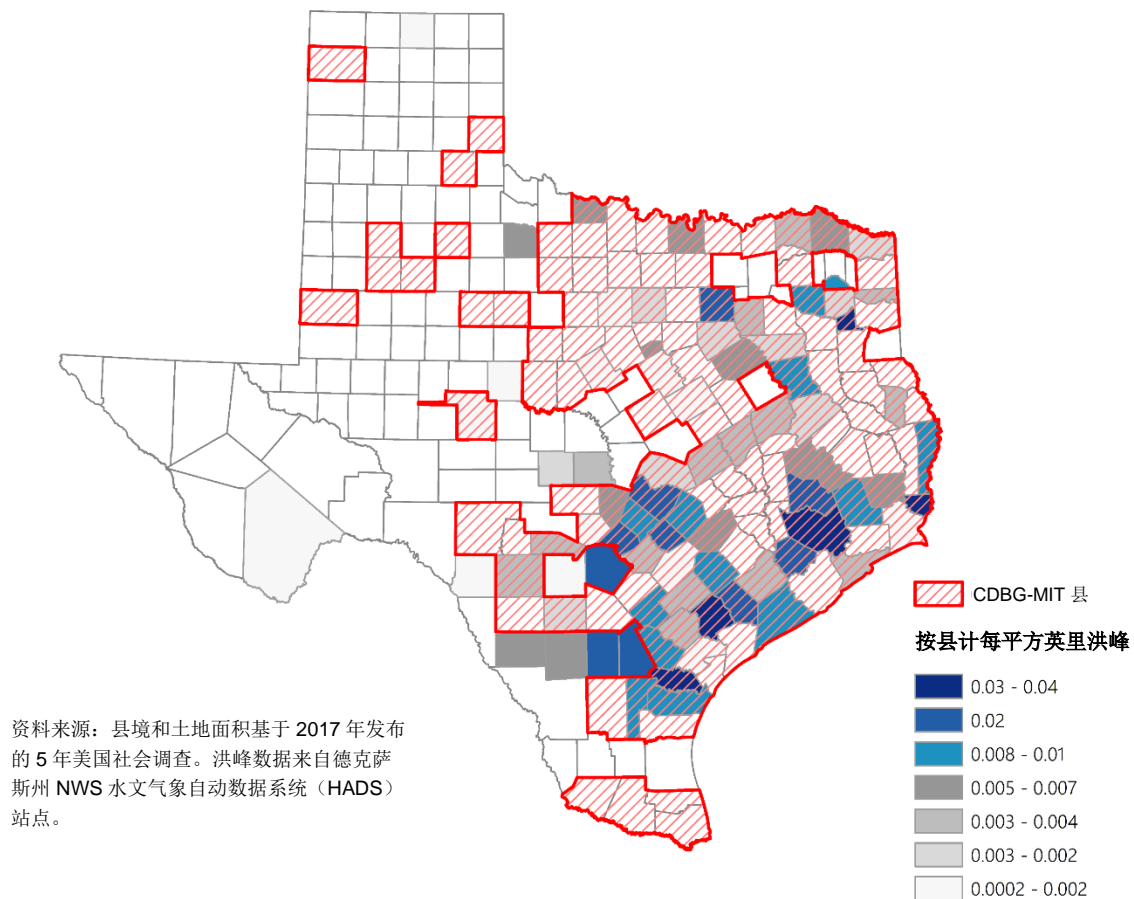 CDBG-MIT 县
按县计每平方英里洪峰
0.03 - 0.04
0.02
0.008 - 0.01
0.005 - 0.007
0.003 - 0.004
0.003 - 0.002
0.0002 - 0.002
资料来源：县境和土地面积基于 2017 年发布
的 5 年美国社会调查。洪峰数据来自德克萨
斯州 NWS 水文气象自动数据系统（HADS）
站点。